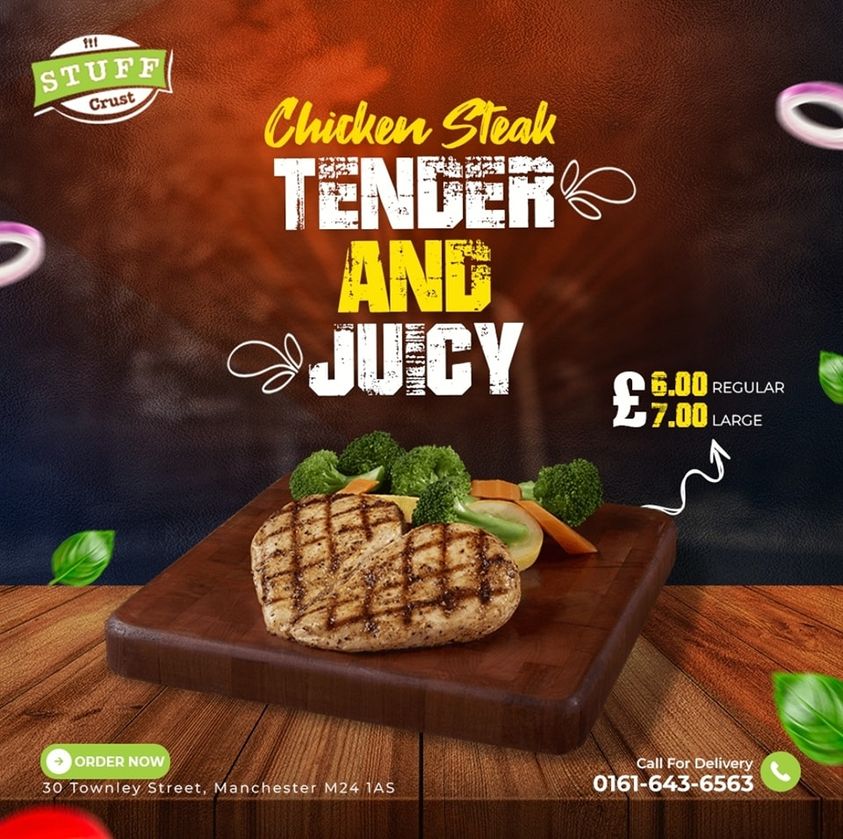 STUFF
Crust
Chicken Steak
TENDER
AND
JUICY
£ 6.00 REGULAR
7.00 LARGE
ORDER NOW
30 Townley Street, Manchester M24 1AS
Call For Delivery
0161-643-6563